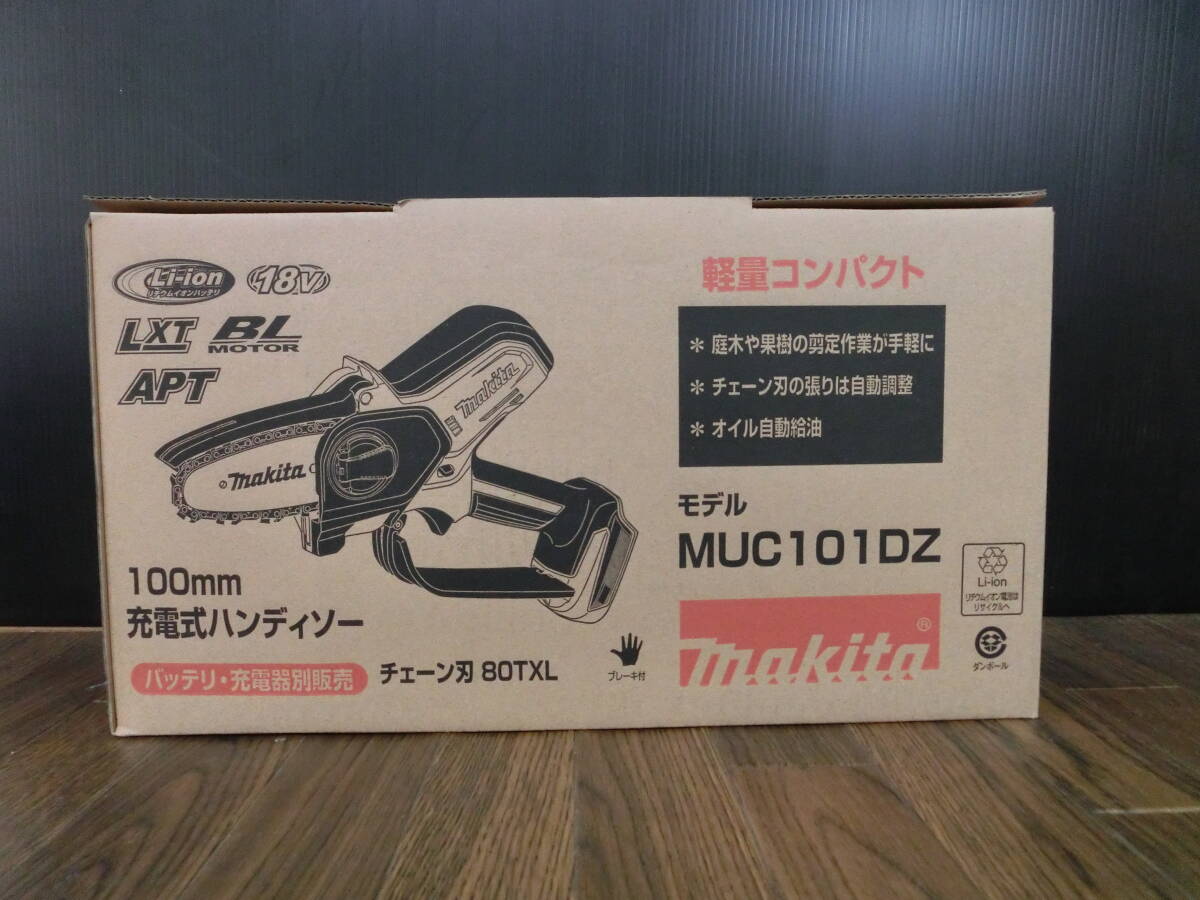 Li-ion
リチウムイオンバッテリ
18V
LXT
BL
MOTOR
APT
makita
makita
100mm
充電式ハンディソー
バッテリ・充電器別販売
チェーン刃 80TXL
ブレーキ付
軽量コンパクト
＊ 庭木や果樹の剪定作業が手軽に
＊ チェーン刃の張りは自動調整
＊ オイル自動給油
モデル
MUC101DZ
makita®
Li-ion
リチウムイオン電池は
リサイクルへ
ダンボール